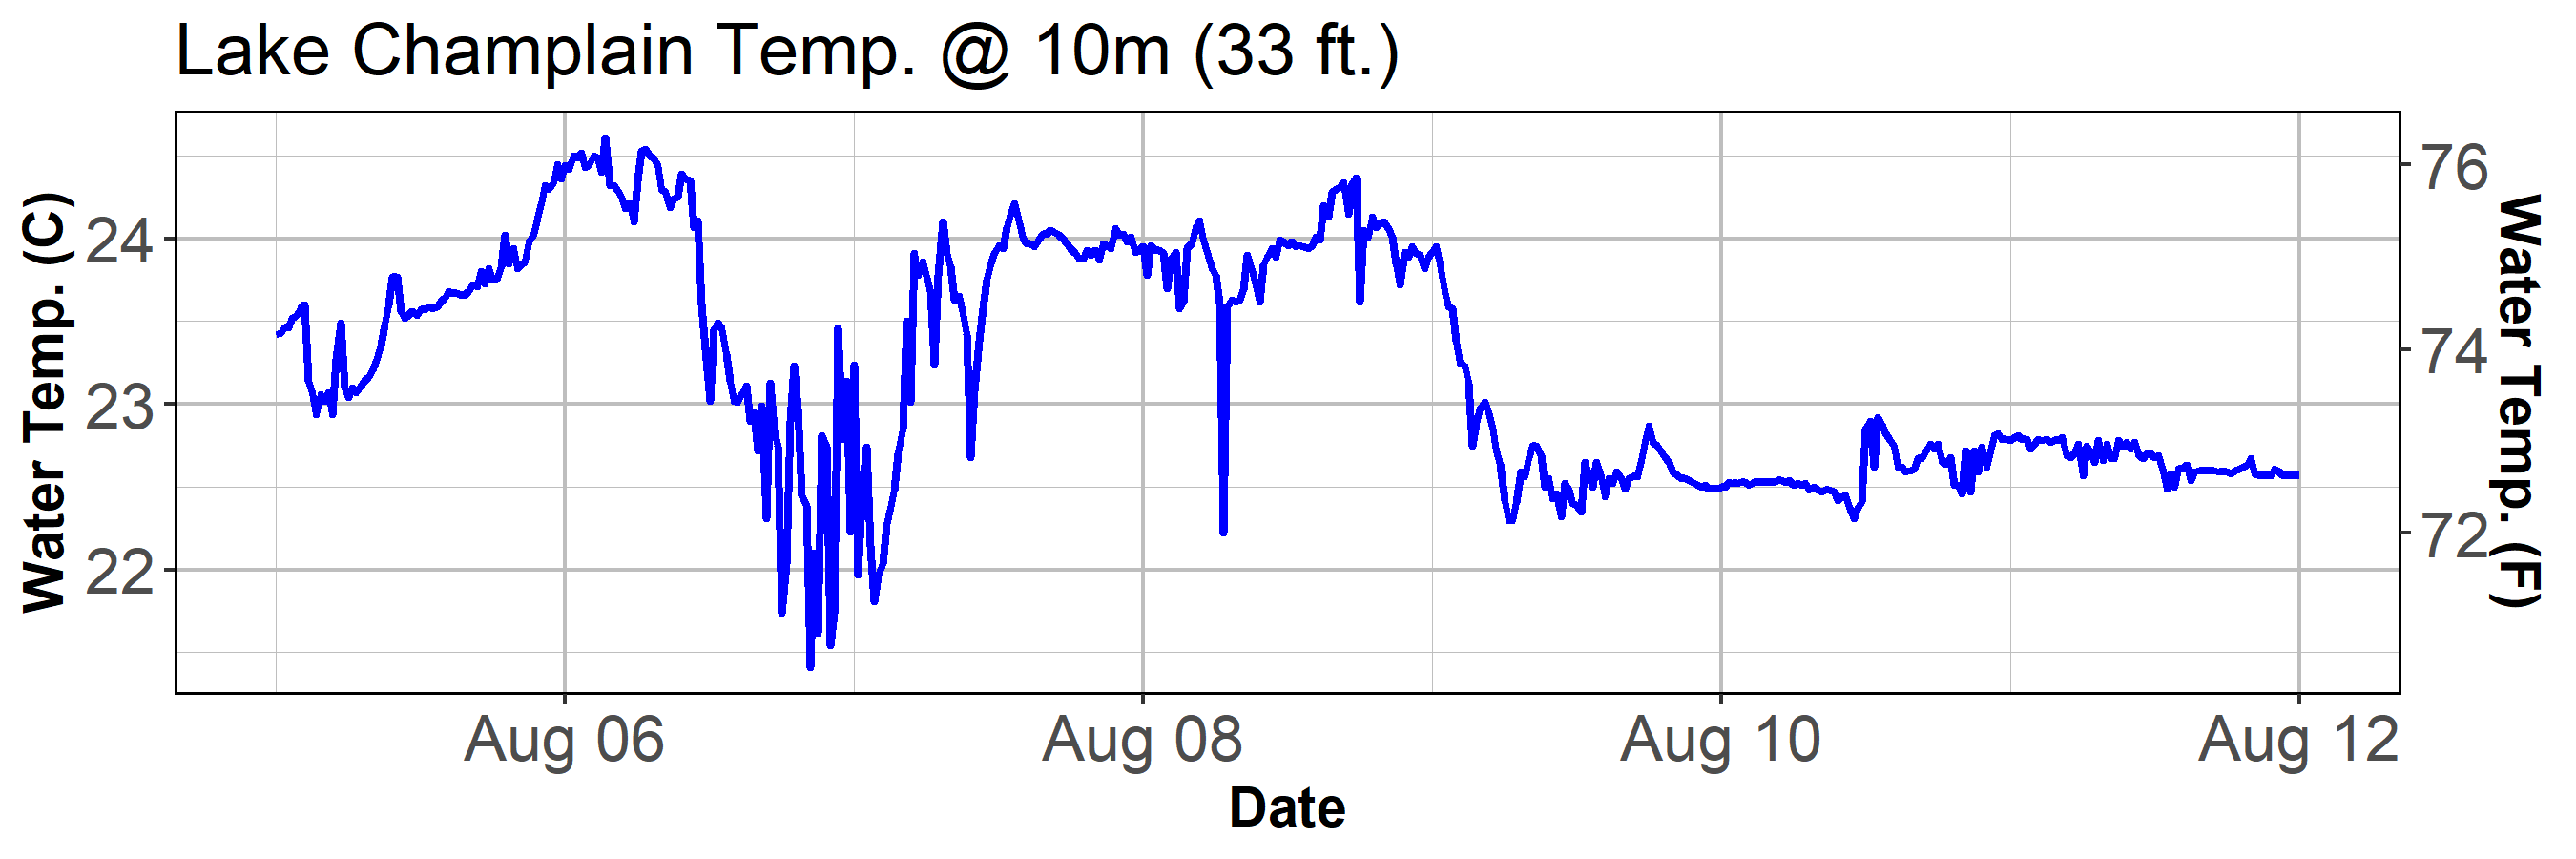 Lake Champlain Temp. @ 10m (33 ft.)
Water Temp. (C)
24
23
22
76
74
72
Water Temp. (F)
Aug 06
Aug 08
Aug 10
Aug 12
Date